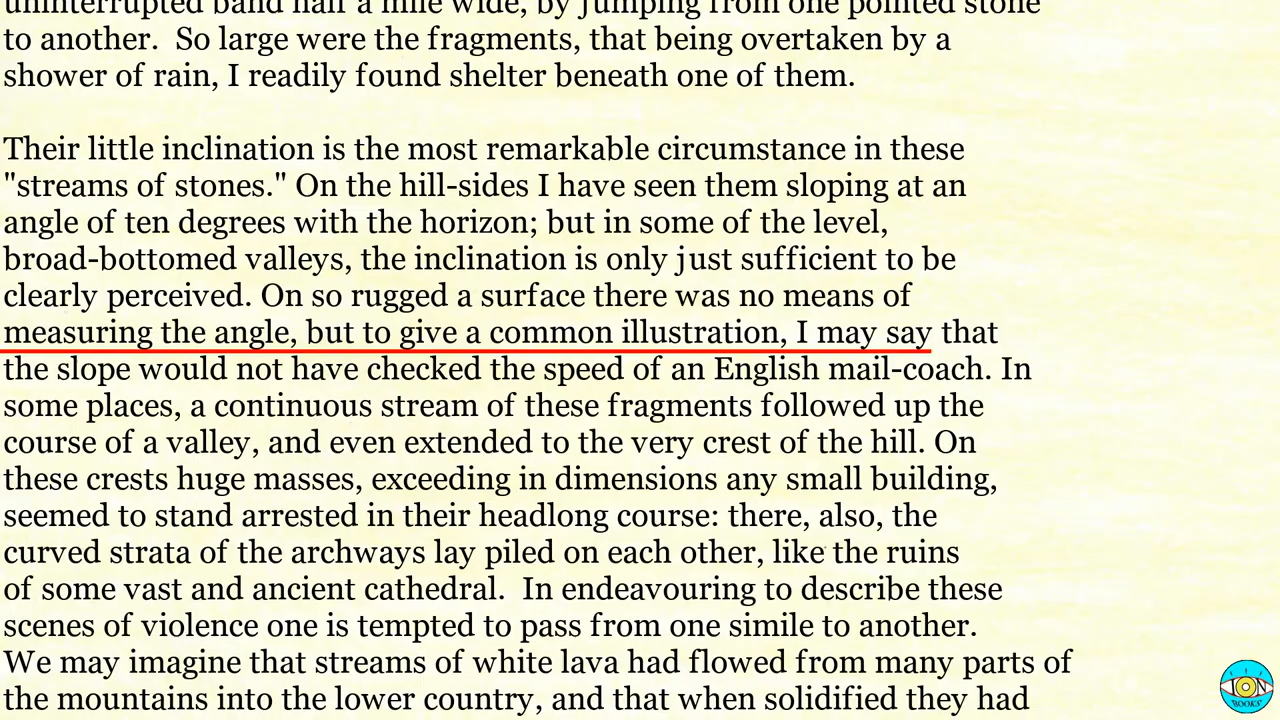 uninterrupted band half a mile wide, by jumping from one pointed stone
to another.  So large were the fragments, that being overtaken by a
shower of rain, I readily found shelter beneath one of them.
Their little inclination is the most remarkable circumstance in these
"streams of stones." On the hill-sides I have seen them sloping at an
angle of ten degrees with the horizon; but in some of the level,
broad-bottomed valleys, the inclination is only just sufficient to be
clearly perceived. On so rugged a surface there was no means of
measuring the angle, but to give a common illustration, I may say that
the slope would not have checked the speed of an English mail-coach. In
some places, a continuous stream of these fragments followed up the
course of a valley, and even extended to the very crest of the hill. On
these crests huge masses, exceeding in dimensions any small building,
seemed to stand arrested in their headlong course: there, also, the
curved strata of the archways lay piled on each other, like the ruins
of some vast and ancient cathedral.  In endeavouring to describe these
scenes of violence one is tempted to pass from one simile to another.
We may imagine that streams of white lava had flowed from many parts of
the mountains into the lower country, and that when solidified they had
ION
BOOKS